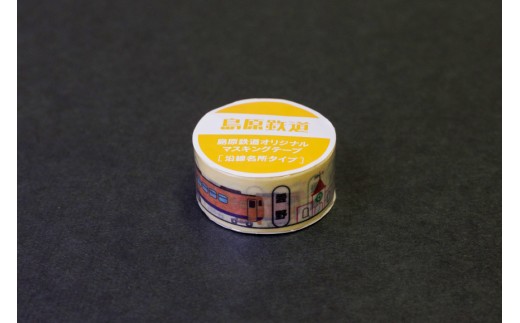 島原鉄道
島原鉄道オリジナル
マスキングテープ
[沿線名所タイプ]